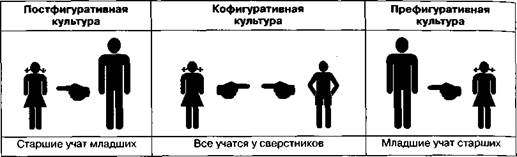 Постфигуративная
культура
Кофигуративная
культура
Префигуративная
культура
Старшие учат младших
Все учатся у сверстников
Младшие учат старших